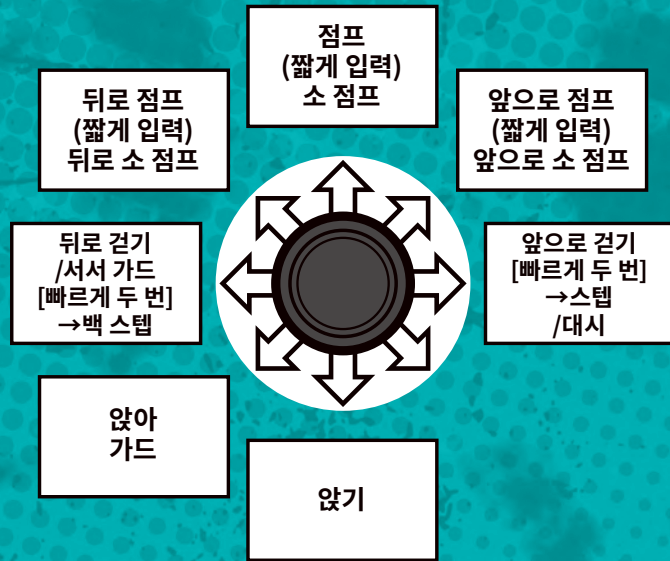 점프
(짧게 입력)
소 점프
뒤로 점프
(짧게 입력)
뒤로 소 점프
앞으로 점프
(짧게 입력)
앞으로 소 점프
뒤로 걷기
/서서 가드
[빠르게 두 번]
→백 스텝
앞으로 걷기
[빠르게 두 번]
→스텝
/대시
앉아
가드
앉기